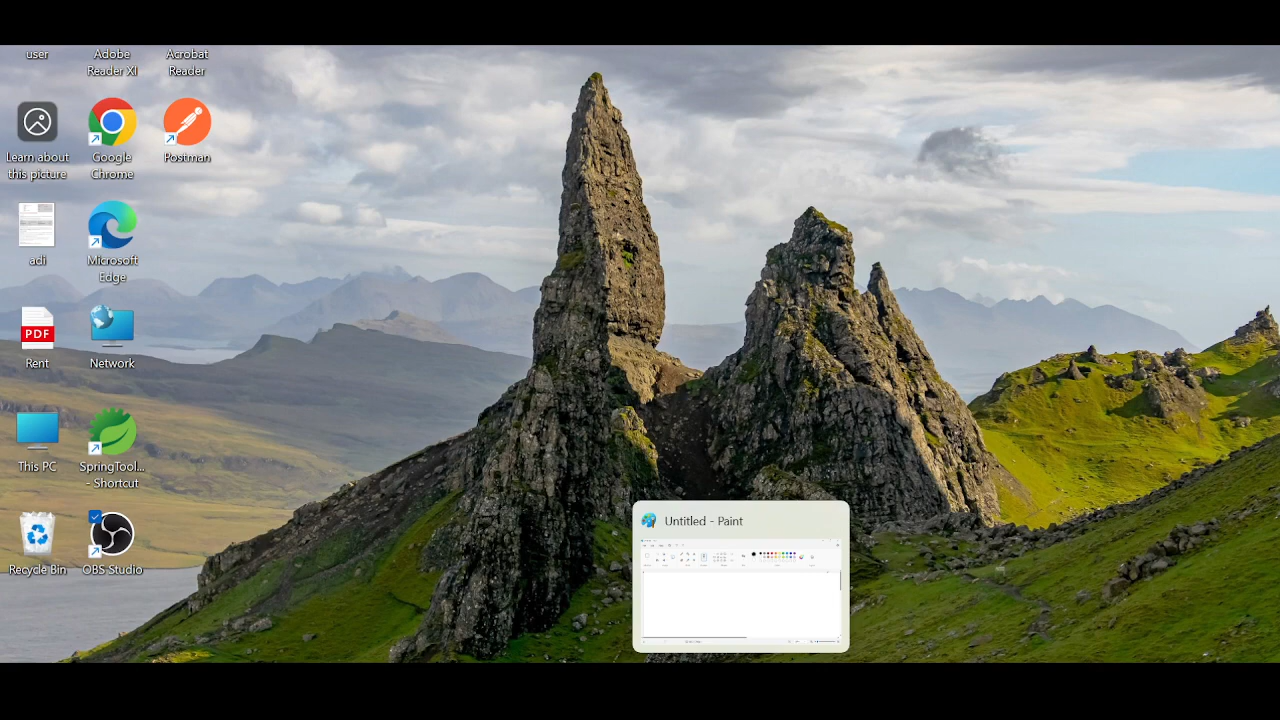 user
Adobe
Reader XI
Acrobat
Reader
Learn about
this picture
Google
Chrome
Postman
adi
Microsoft
Edge
PDF
Rent
Network
This PC
SpringTool...
- Shortcut
Recycle Bin
OBS Studio
Untitled - Paint